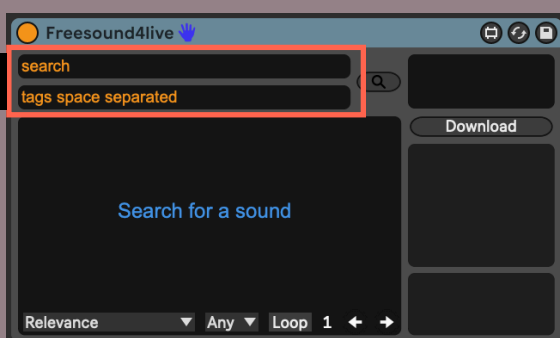 Freesound4live
search
tags space separated
Download
Search for a sound
Relevance Any Loop 1